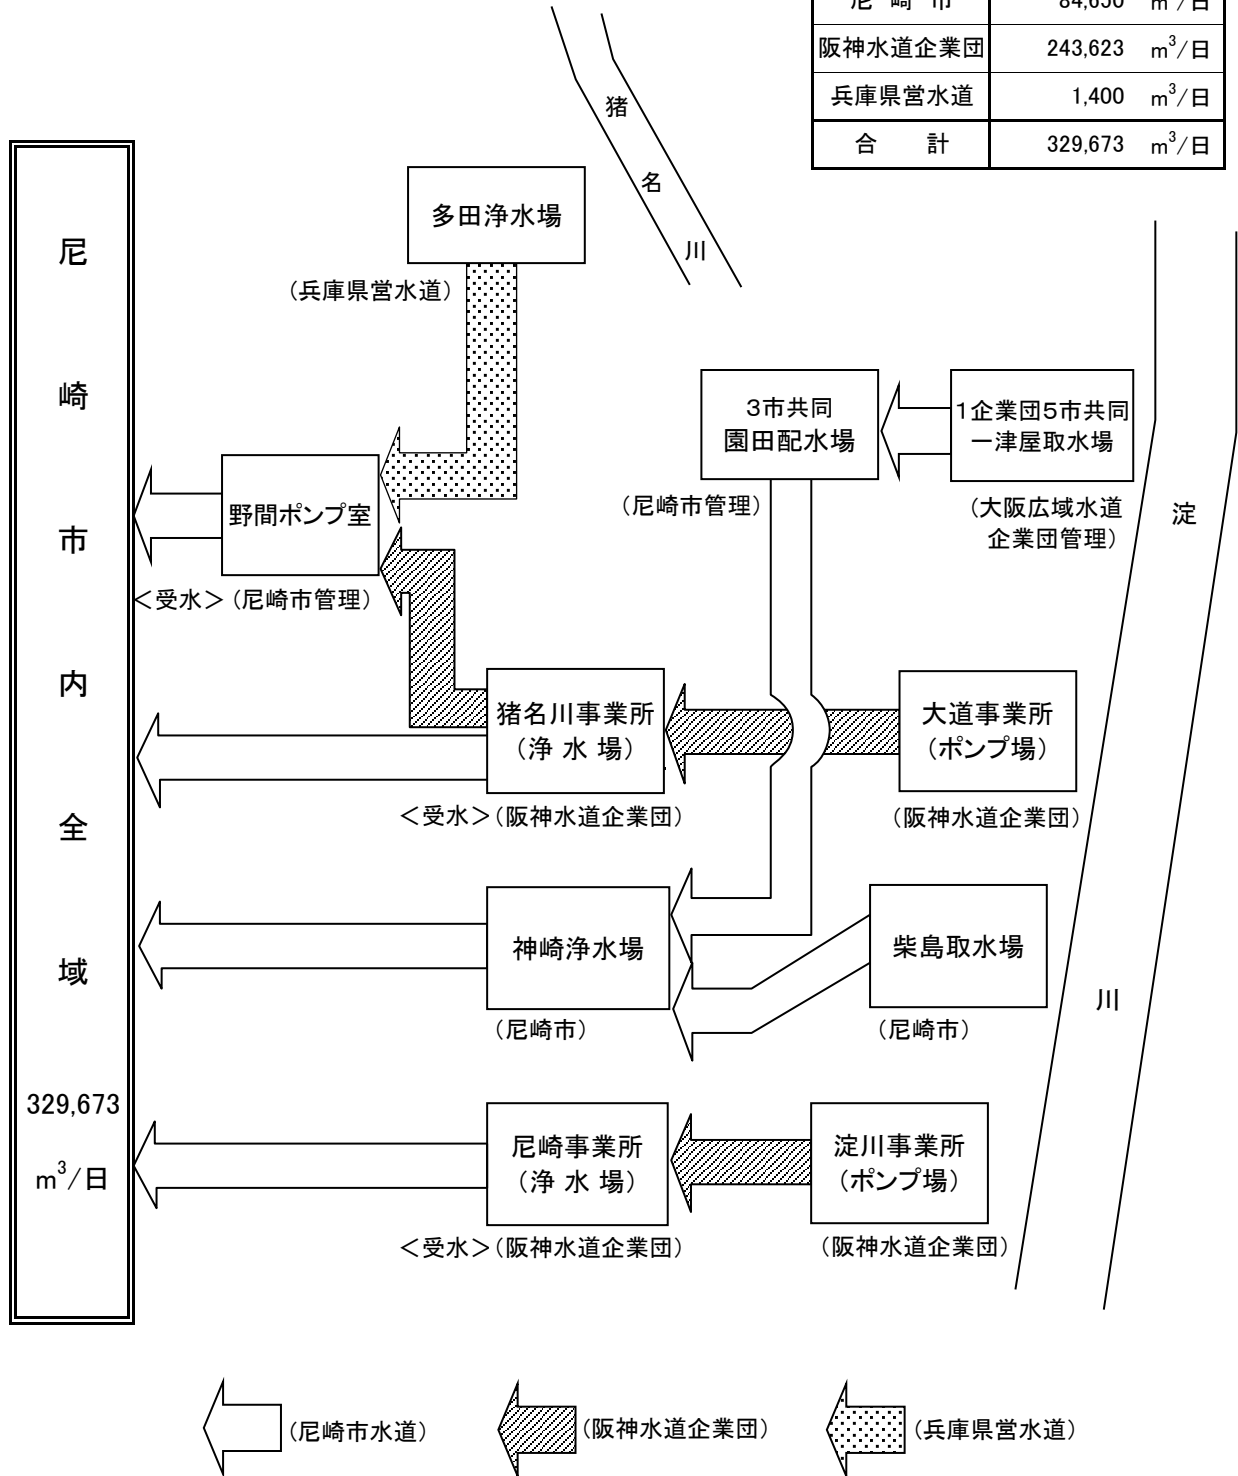 尼 崎 市 84,650 m³/日
阪神水道企業団 243,623 m³/日
兵庫県営水道 1,400 m³/日
合 計 329,673 m³/日
猪名川
多田浄水場
(兵庫県営水道)
尼崎市内全域
329,673
m³/日
3市共同
園田配水場
(尼崎市管理)
1企業団5市共同
一津屋取水場
(大阪広域水道
企業団管理)
淀川
野間ポンプ室
<受水>(尼崎市管理)
猪名川事業所
(浄 水 場)
<受水>(阪神水道企業団)
大道事業所
(ポンプ場)
(阪神水道企業団)
神崎浄水場
(尼崎市)
柴島取水場
(尼崎市)
尼崎事業所
(浄 水 場)
<受水>(阪神水道企業団)
淀川事業所
(ポンプ場)
(阪神水道企業団)
(尼崎市水道)
(阪神水道企業団)
(兵庫県営水道)